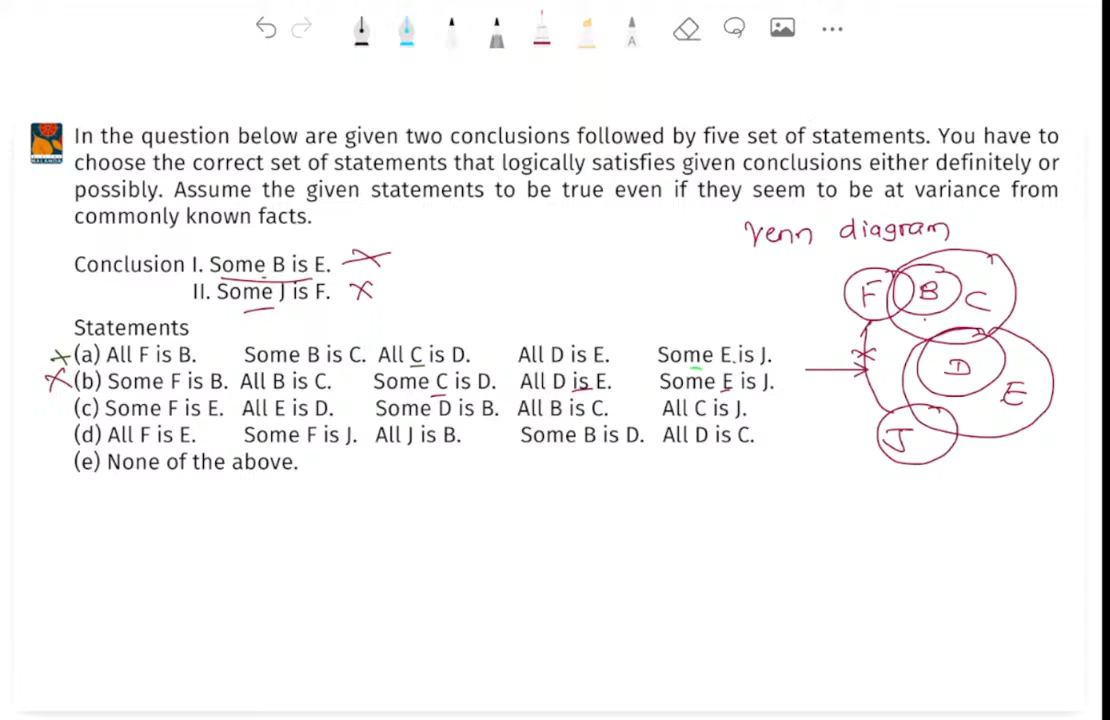 In the question below are given two conclusions followed by five set of statements. You have to
choose the correct set of statements that logically satisfies given conclusions either definitely or
possibly. Assume the given statements to be true even if they seem to be at variance from
commonly known facts.
venn diagram
Conclusion I. Some B is E.
II. Some J is F.
F B C
Statements
(a) All F is B. Some B is C. All C is D. All D is E. Some E is J.
(b) Some F is B. All B is C. Some C is D. All D is E. Some E is J.
D E
(c) Some F is E. All E is D. Some D is B. All B is C. All C is J.
(d) All F is E. Some F is J. All J is B. Some B is D. All D is C.
J
(e) None of the above.